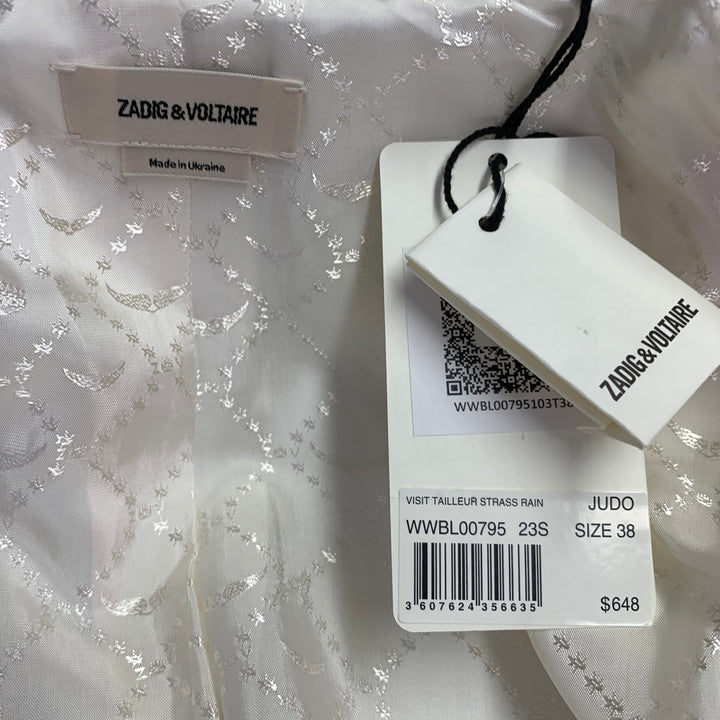 ZADIG & VOLTAIRE
Made in Ukraine
ZADIG & VOLTAIRE
WWBL00795103T38
VISIT TAILLEUR STRASS RAIN
JUDO
WWBL00795 23S SIZE 38
3 607624 356635
$648